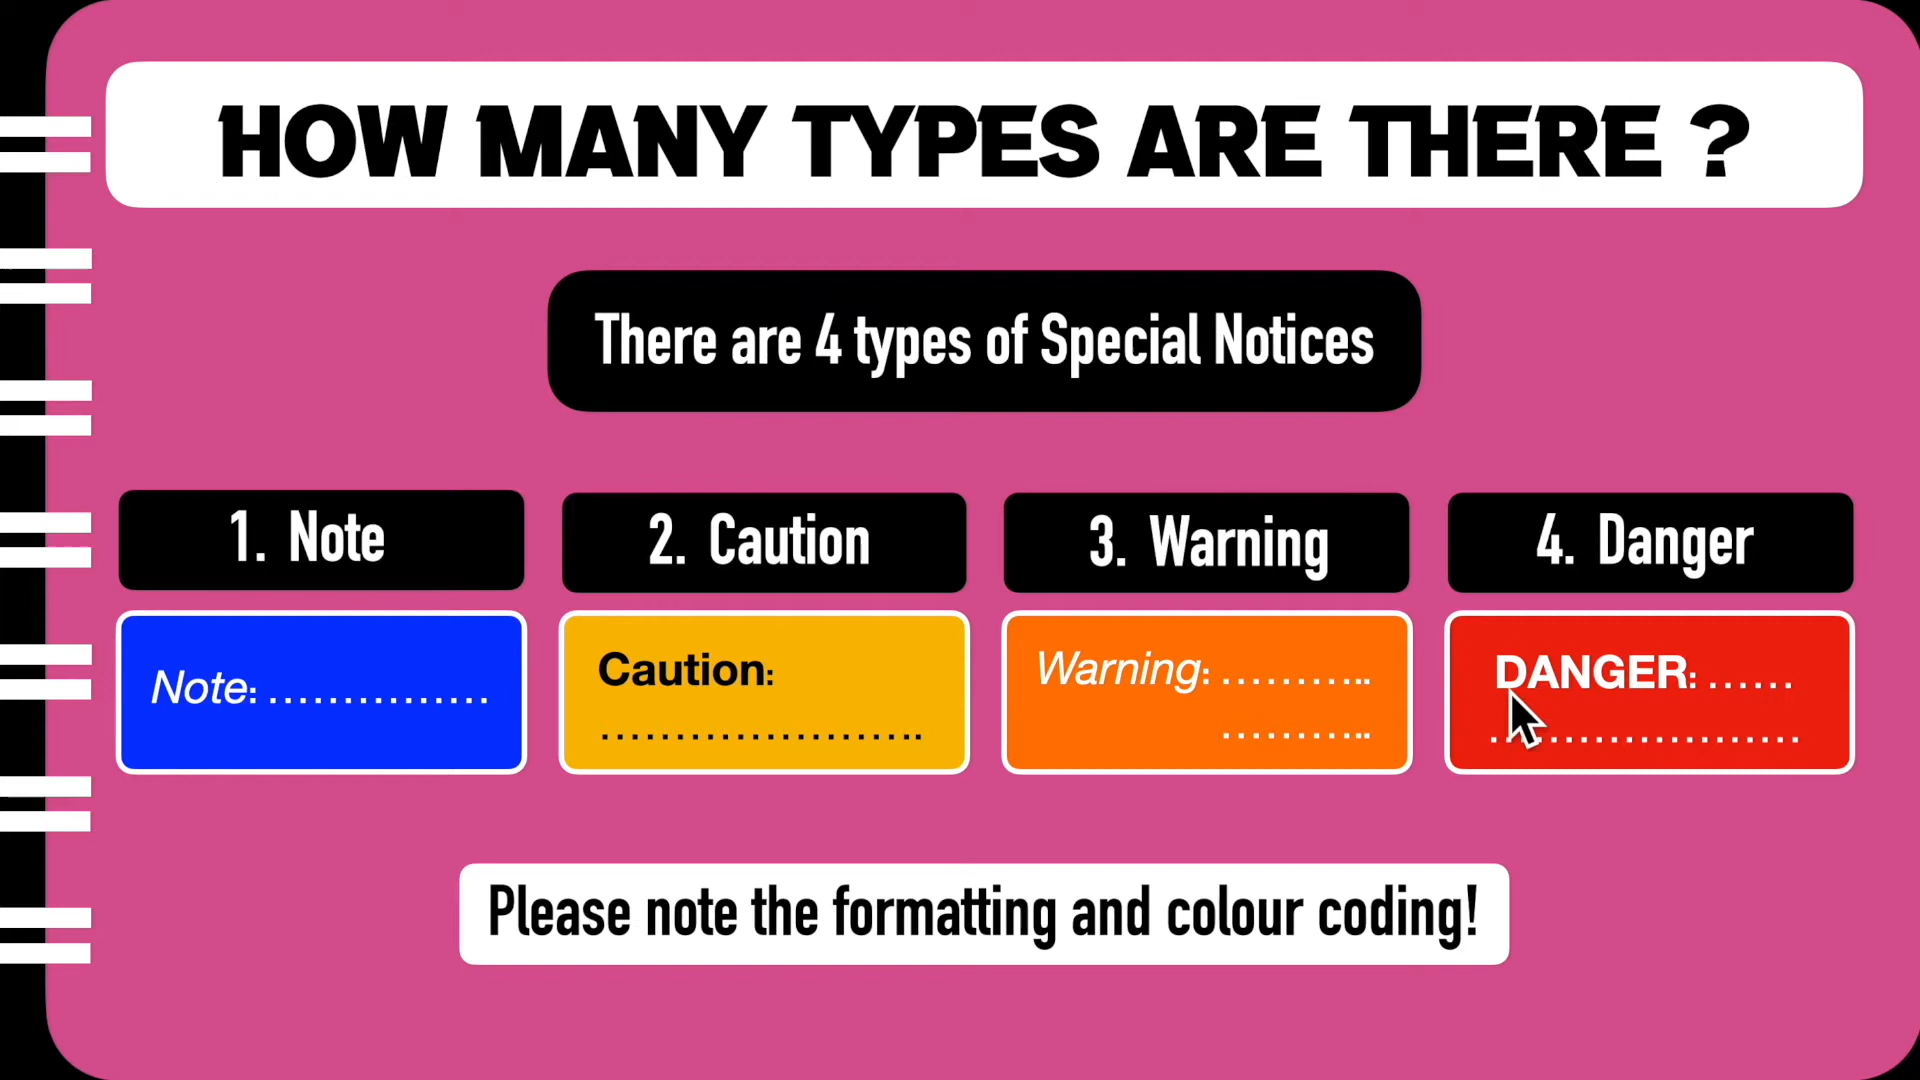 HOW MANY TYPES ARE THERE ?
There are 4 types of Special Notices
1. Note
2. Caution
3. Warning
4. Danger
Note: ...............
Caution:
......................
Warning: ...........
...........
DANGER: ......
.....................
Please note the formatting and colour coding!